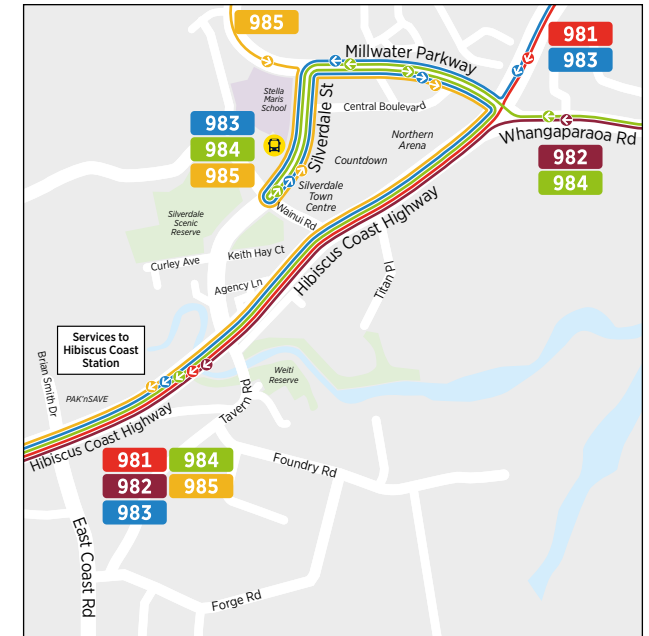 985
981
983
Millwater Parkway
Stella
Maris
School
Central Boulevard
983
984
985
Silverdale St
Northern
Arena
Countdown
Whangaparaoa Rd
982
984
Silverdale
Town
Centre
Wainui Rd
Silverdale
Scenic
Reserve
Hibiscus Coast Highway
Keith Hay Ct
Curley Ave
Agency Ln
Titan Pl
Services to
Hibiscus Coast
Station
Brian Smith Dr
Weiti
Reserve
PAK'nSAVE
Tavern Rd
Hibiscus Coast Highway
981
984
982
985
983
Foundry Rd
East Coast Rd
Forge Rd